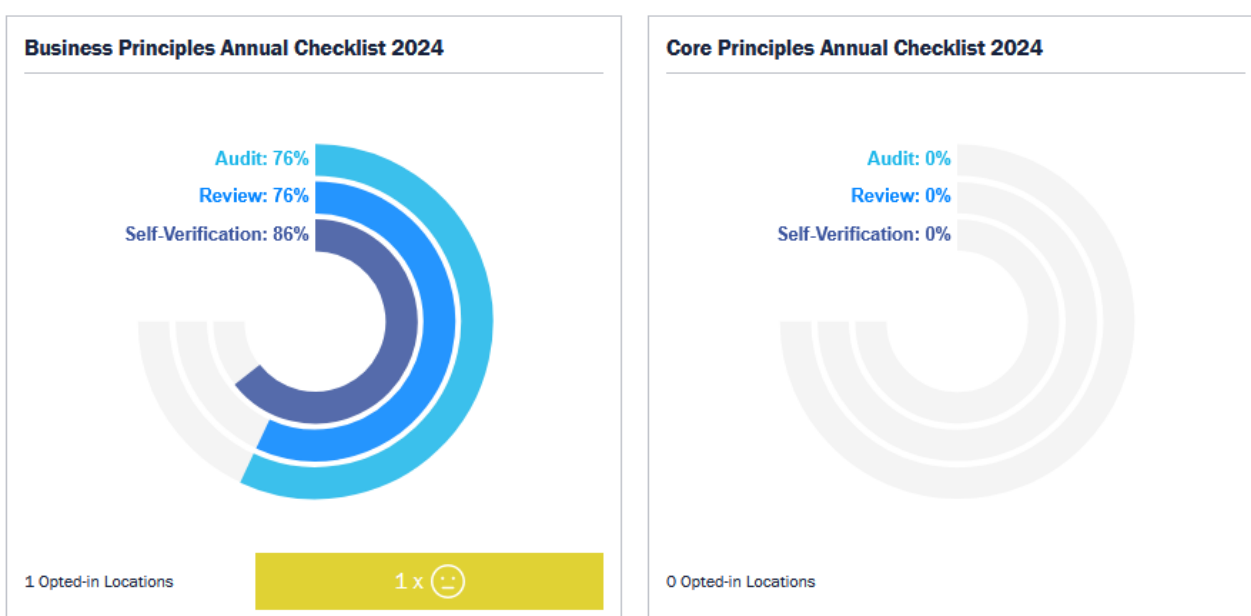 Business Principles Annual Checklist 2024
Audit: 76%
Review: 76%
Self-Verification: 86%
1 Opted-in Locations
1 x
Core Principles Annual Checklist 2024
Audit: 0%
Review: 0%
Self-Verification: 0%
0 Opted-in Locations